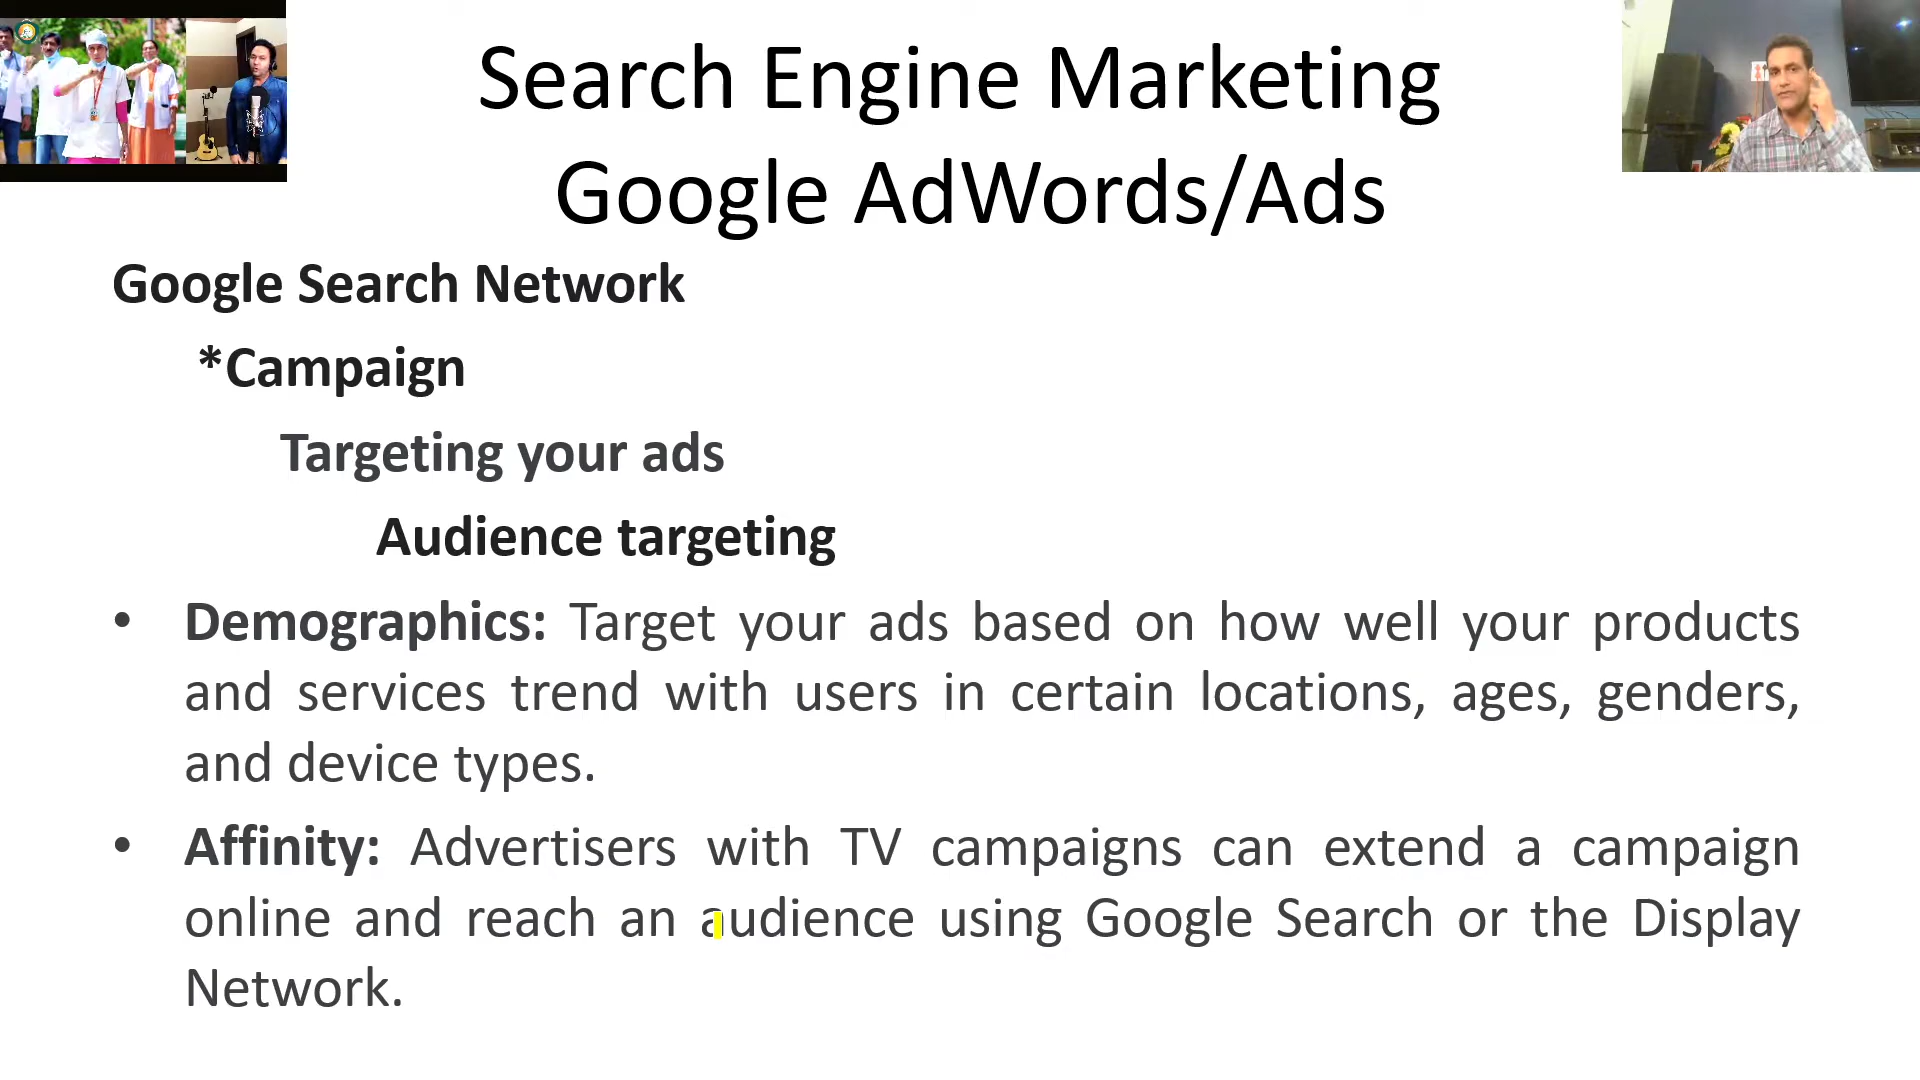 Search Engine Marketing
Google AdWords/Ads
Google Search Network
*Campaign
Targeting your ads
Audience targeting
• Demographics: Target your ads based on how well your products
and services trend with users in certain locations, ages, genders,
and device types.
• Affinity: Advertisers with TV campaigns can extend a campaign
online and reach an audience using Google Search or the Display
Network.